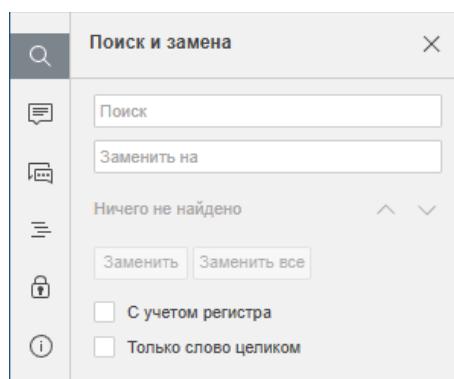 Поиск и замена
Поиск
Заменить на
Ничего не найдено
Заменить Заменить все
С учетом регистра
Только слово целиком